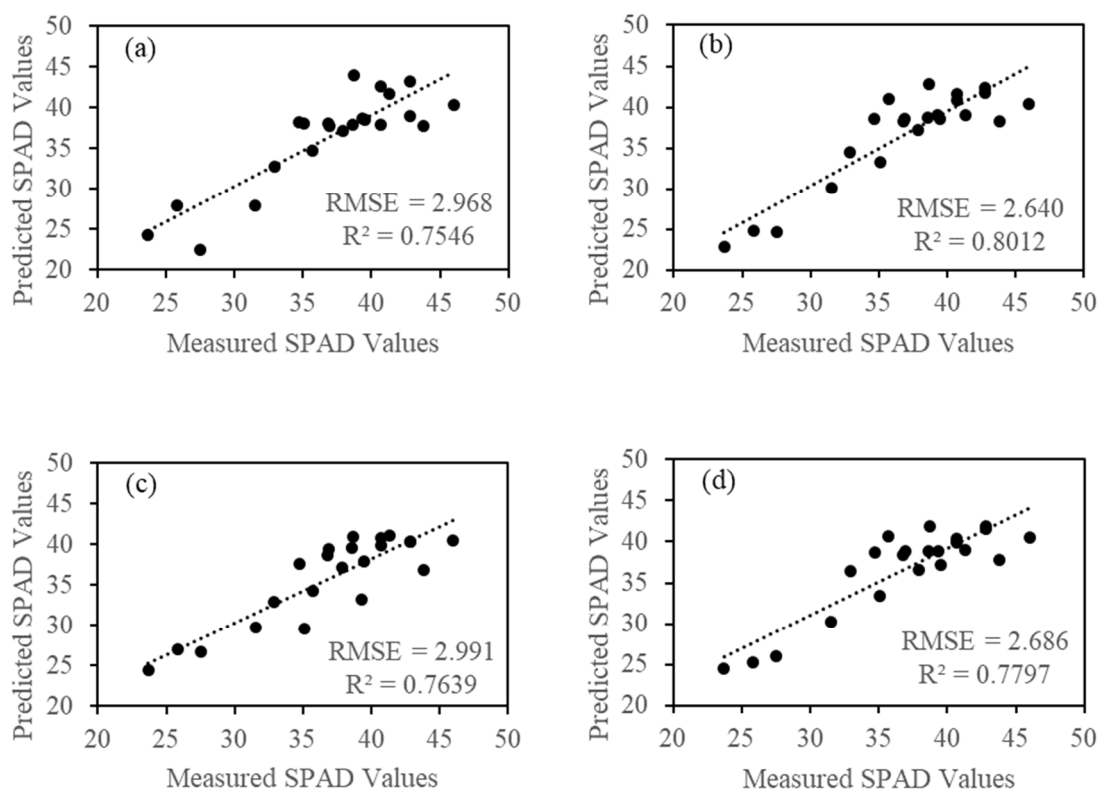 (a)
Predicted SPAD Values
50
45
40
35
30
25
20
RMSE = 2.968
R² = 0.7546
20 25 30 35 40 45 50
Measured SPAD Values
(b)
Predicted SPAD Values
50
45
40
35
30
25
20
RMSE = 2.640
R² = 0.8012
20 25 30 35 40 45 50
Measured SPAD Values
(c)
Predicted SPAD Values
50
45
40
35
30
25
20
RMSE = 2.991
R² = 0.7639
20 25 30 35 40 45 50
Measured SPAD Values
(d)
Predicted SPAD Values
50
45
40
35
30
25
20
RMSE = 2.686
R² = 0.7797
20 25 30 35 40 45 50
Measured SPAD Values